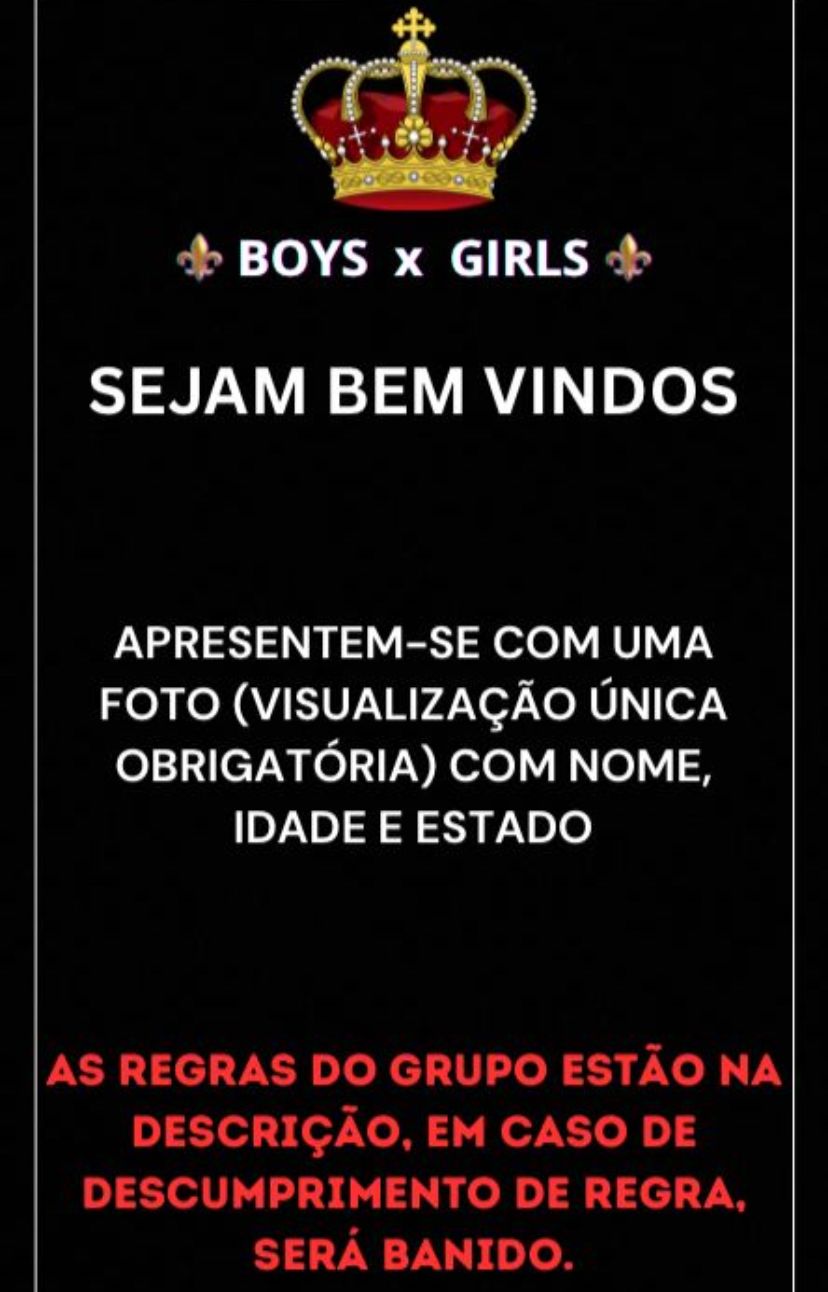 BOYS x GIRLS
SEJAM BEM VINDOS
APRESENTEM-SE COM UMA
FOTO (VISUALIZAÇÃO ÚNICA
OBRIGATÓRIA) COM NOME,
IDADE E ESTADO
AS REGRAS DO GRUPO ESTÃO NA
DESCRIÇÃO, EM CASO DE
DESCUMPRIMENTO DE REGRA,
SERÁ BANIDO.